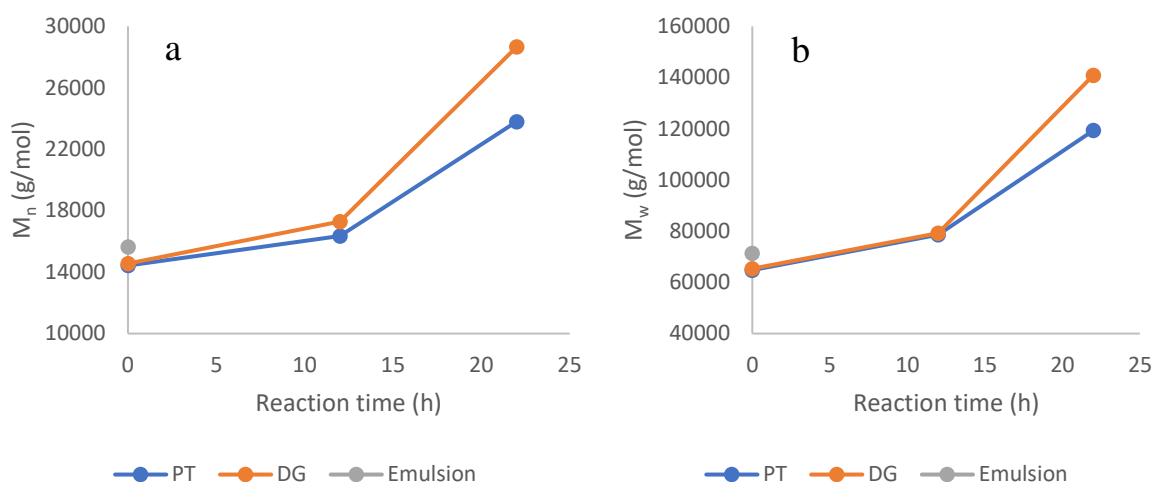 a
30000
26000
22000
18000
14000
10000
Mn (g/mol)
0 5 10 15 20 25
Reaction time (h)
PT DG Emulsion
b
160000
140000
120000
100000
80000
60000
40000
Mw (g/mol)
0 5 10 15 20 25
Reaction time (h)
PT DG Emulsion